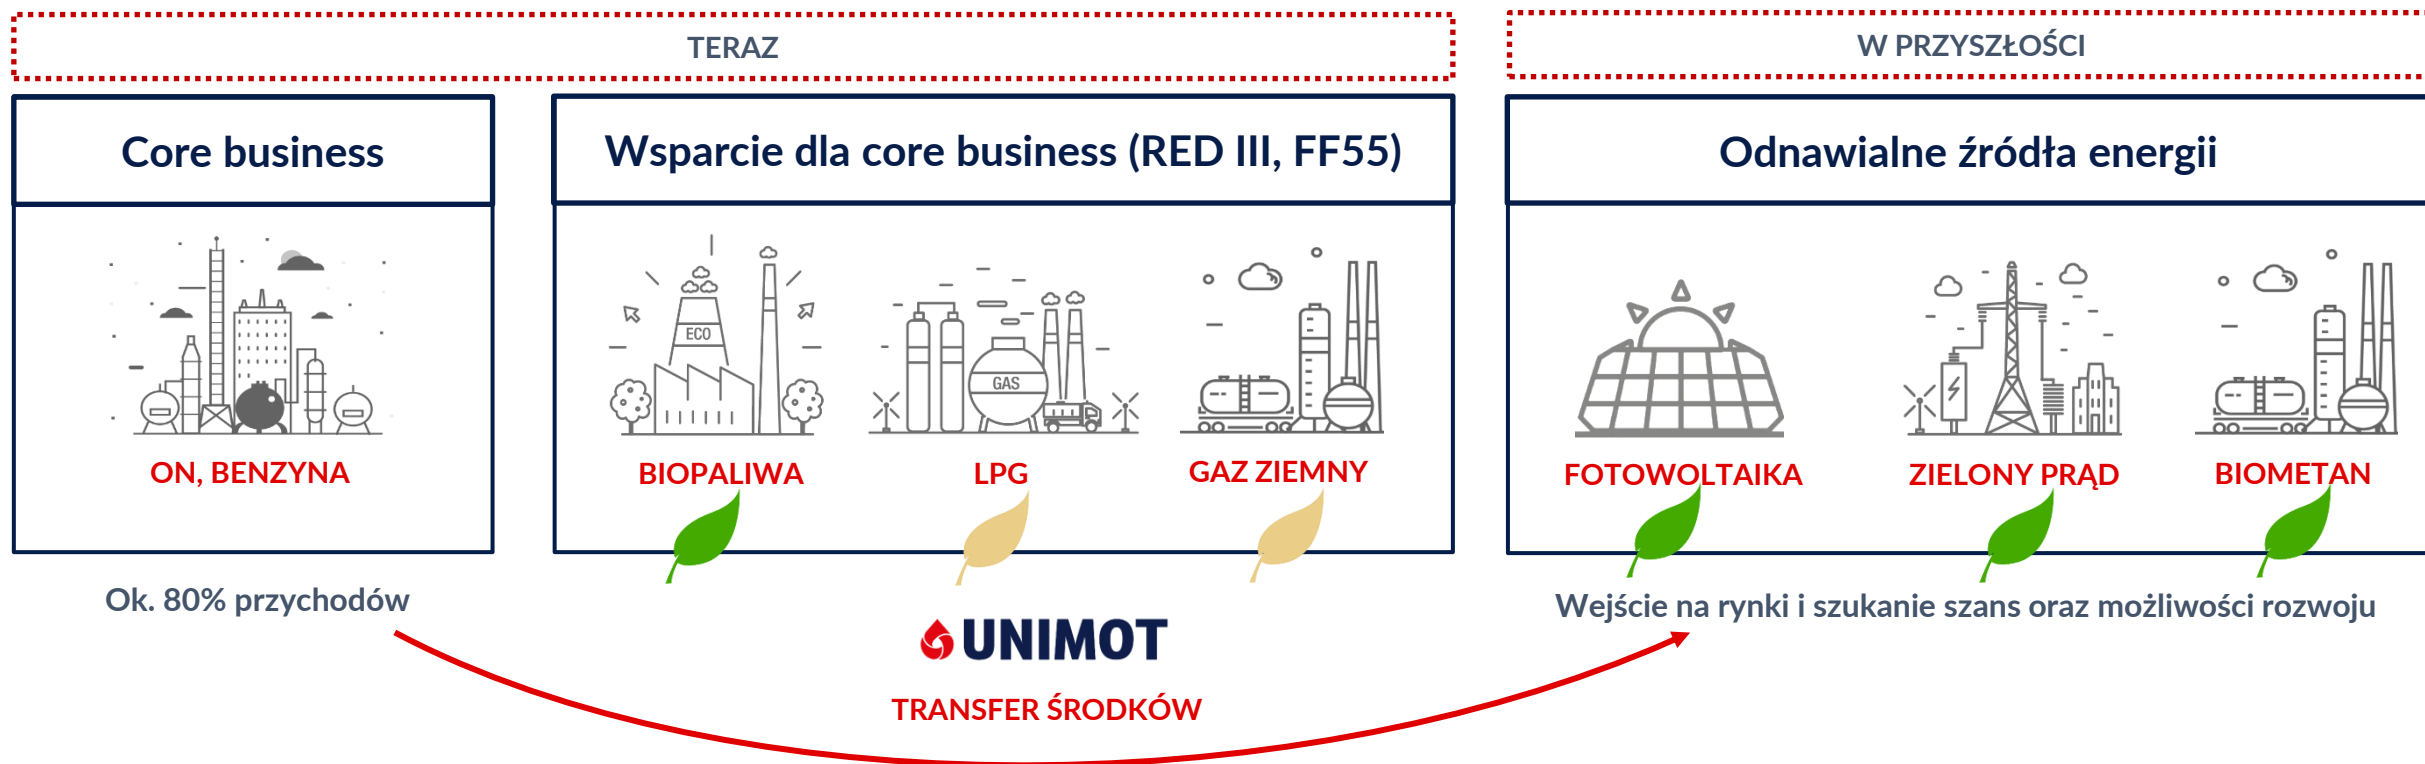 TERAZ
W PRZYSZŁOŚCI
Core business
Wsparcie dla core business (RED III, FF55)
Odnawialne źródła energii
ECO
GAS
ON, BENZYNA
BIOPALIWA
LPG
GAZ ZIEMNY
FOTOWOLTAIKA
ZIELONY PRĄD
BIOMETAN
Ok. 80% przychodów
Wejście na rynki i szukanie szans oraz możliwości rozwoju
UNIMOT
TRANSFER ŚRODKÓW